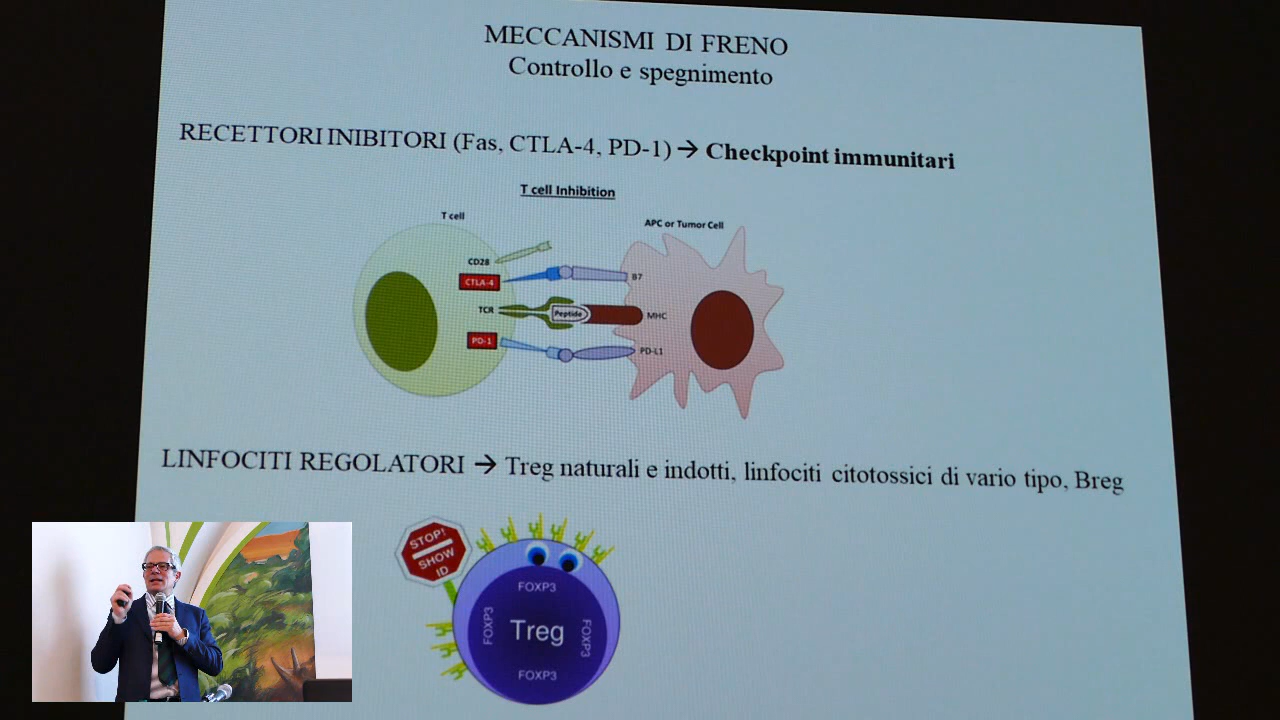 MECCANISMI DI FRENO
Controllo e spegnimento
RECETTORI INIBITORI (Fas, CTLA-4, PD-1) → Checkpoint immunitari
T cell Inhibition
T cell
APC or Tumor Cell
CD28
CTLA-4
B7
TCR
Peptide
MHC
PD-1
PD-L1
LINFOCITI REGOLATORI → Treg naturali e indotti, linfociti citotossici di vario tipo, Breg
STOP!
SHOW
ID
FOXP3
FOXP3
Treg
FOXP3
FOXP3